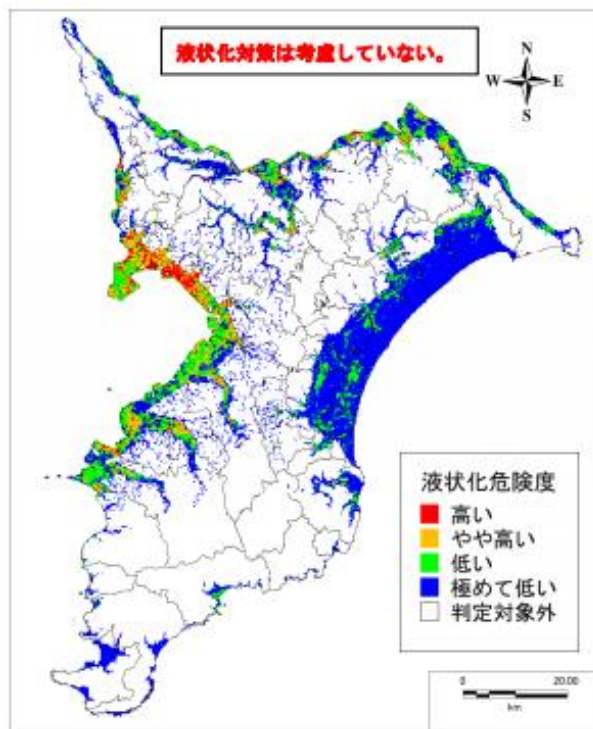 液状化対策は考慮していない。
N
W E
S
液状化危険度
高い
やや高い
低い
極めて低い
判定対象外
0 20.00
km